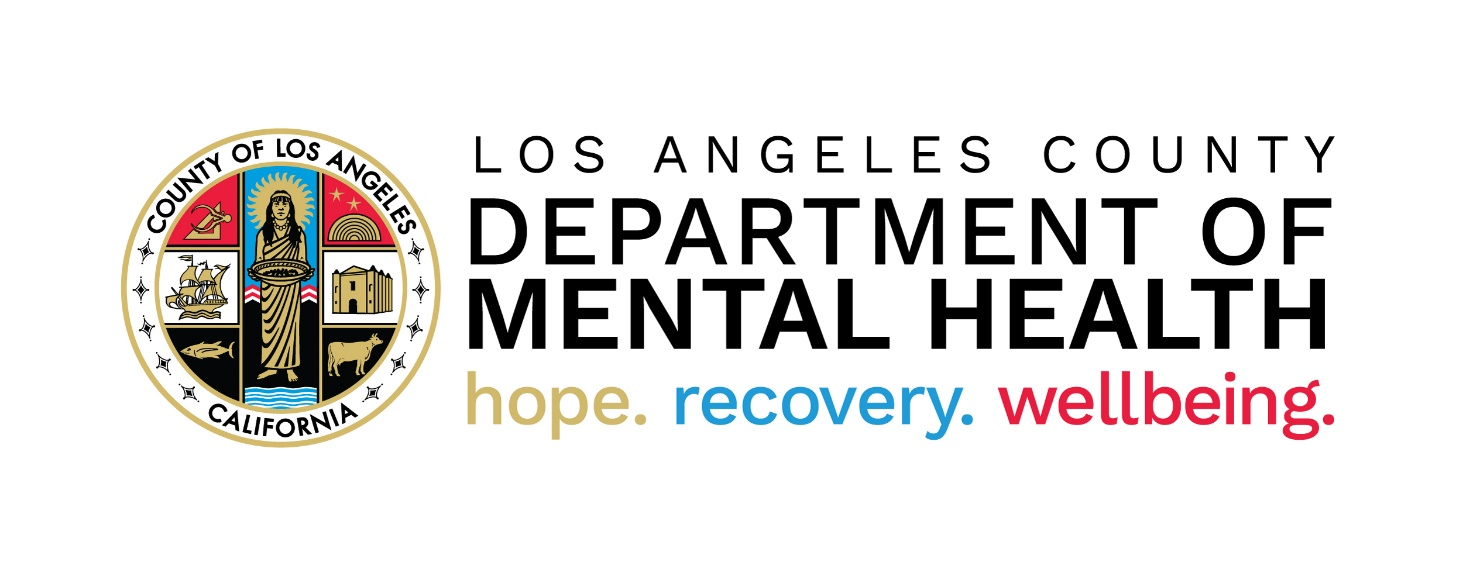 COUNTY OF LOS ANGELES
CALIFORNIA
LOS ANGELES COUNTY
DEPARTMENT OF
MENTAL HEALTH
hope. recovery. wellbeing.